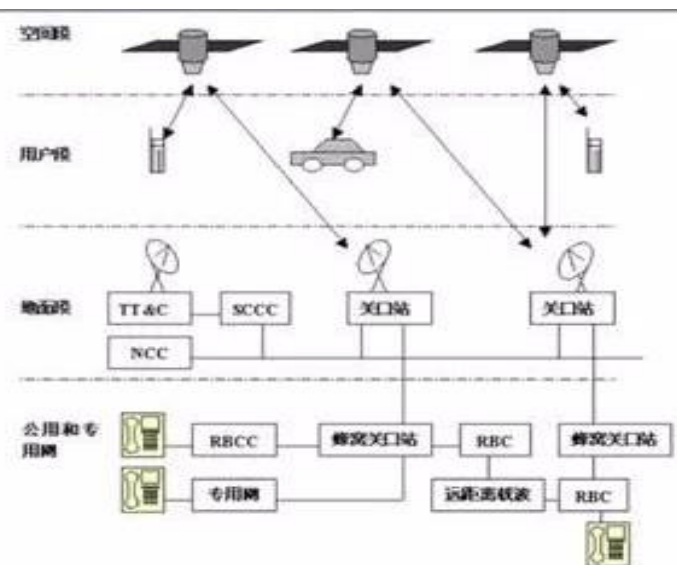 空间段
用户段
地面段
TT&C
SCCC
关口站
关口站
NCC
公用和专
用网
RBCC
蜂窝关口站
RBC
蜂窝关口站
专用网
远距离载波
RBC